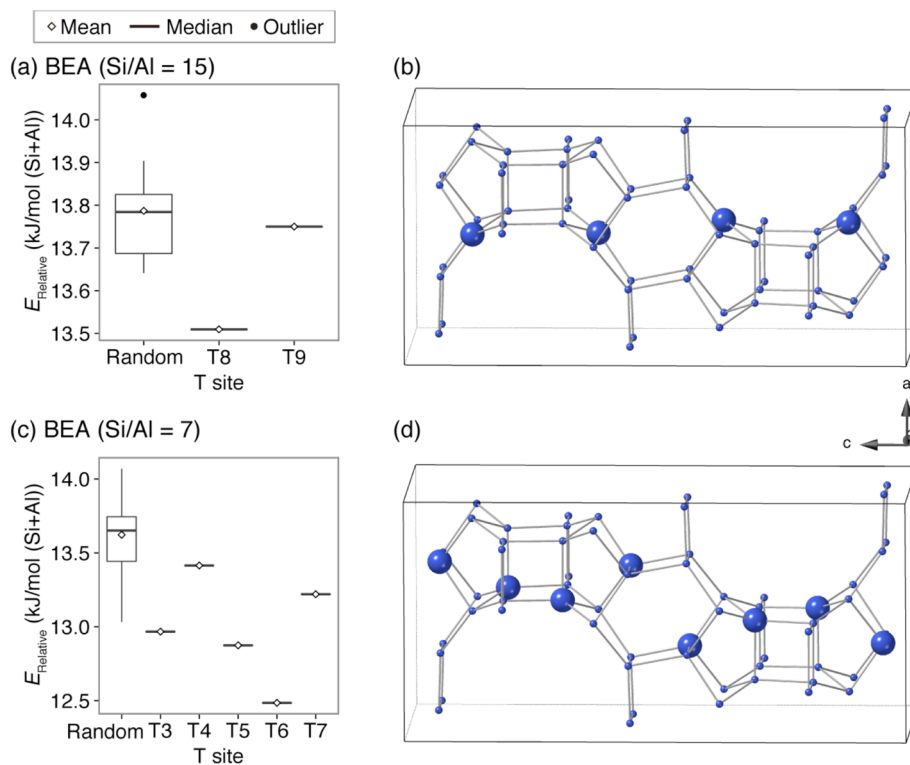 Mean Median Outlier
(a) BEA (Si/Al = 15)
(b)
E_Relative (kJ/mol (Si+Al))
14.0
13.9
13.8
13.7
13.6
13.5
Random T8 T9
T site
(c) BEA (Si/Al = 7)
(d)
a
c
E_Relative (kJ/mol (Si+Al))
14.0
13.5
13.0
12.5
Random T3 T4 T5 T6 T7
T site